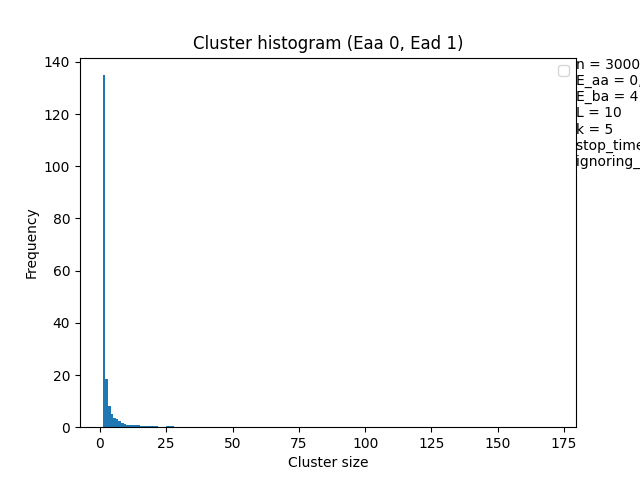 Cluster histogram (Eaa 0, Ead 1)
n = 3000
E_aa = 0,
E_ba = 4
L = 10
k = 5
stop_time
ignoring_
140
120
100
80
60
40
20
0
Frequency
0 25 50 75 100 125 150 175
Cluster size